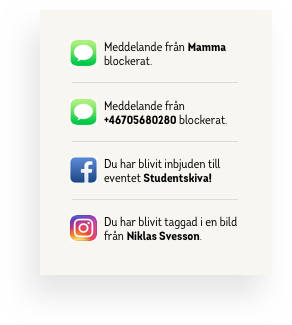 Meddelande från Mamma
blockerat.
Meddelande från
+46705680280 blockerat.
Du har blivit inbjuden till
eventet Studentskiva!
Du har blivit taggad i en bild
från Niklas Svesson.